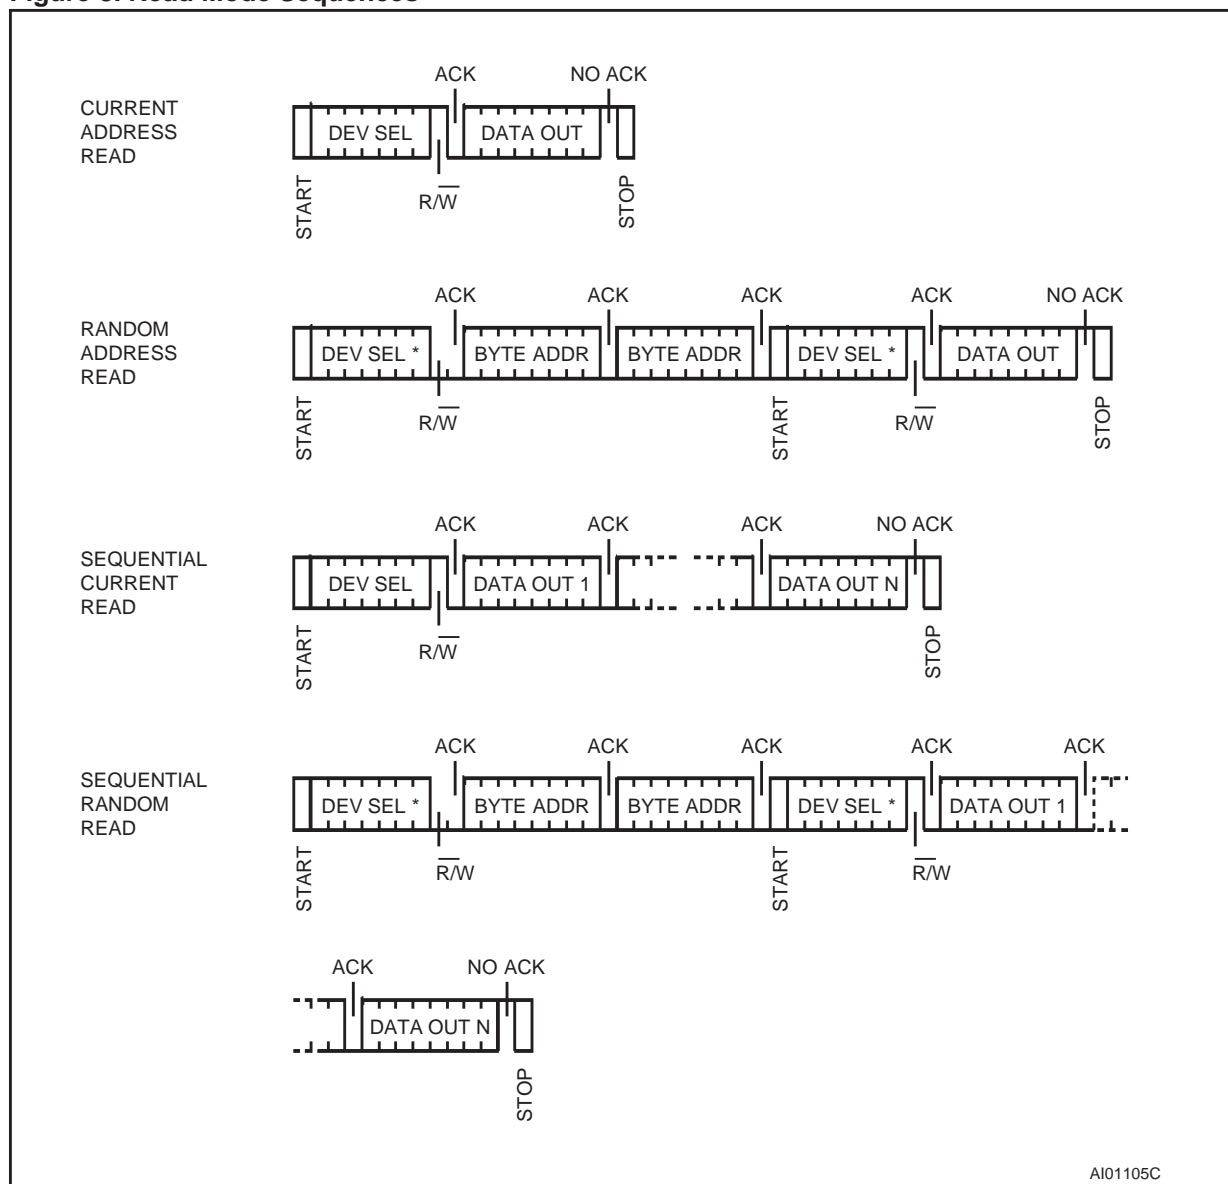 Figure 8. Read Mode Sequences
ACK NO ACK
CURRENT
ADDRESS
READ
DEV SEL DATA OUT
START R/W STOP
ACK ACK ACK ACK NO ACK
RANDOM
ADDRESS
READ
DEV SEL * BYTE ADDR BYTE ADDR DEV SEL * DATA OUT
START R/W START R/W STOP
ACK ACK ACK NO ACK
SEQUENTIAL
CURRENT
READ
DEV SEL DATA OUT 1 DATA OUT N
START R/W STOP
ACK ACK ACK ACK ACK
SEQUENTIAL
RANDOM
READ
DEV SEL * BYTE ADDR BYTE ADDR DEV SEL * DATA OUT 1
START R/W START R/W
ACK NO ACK
DATA OUT N
STOP
AI01105C